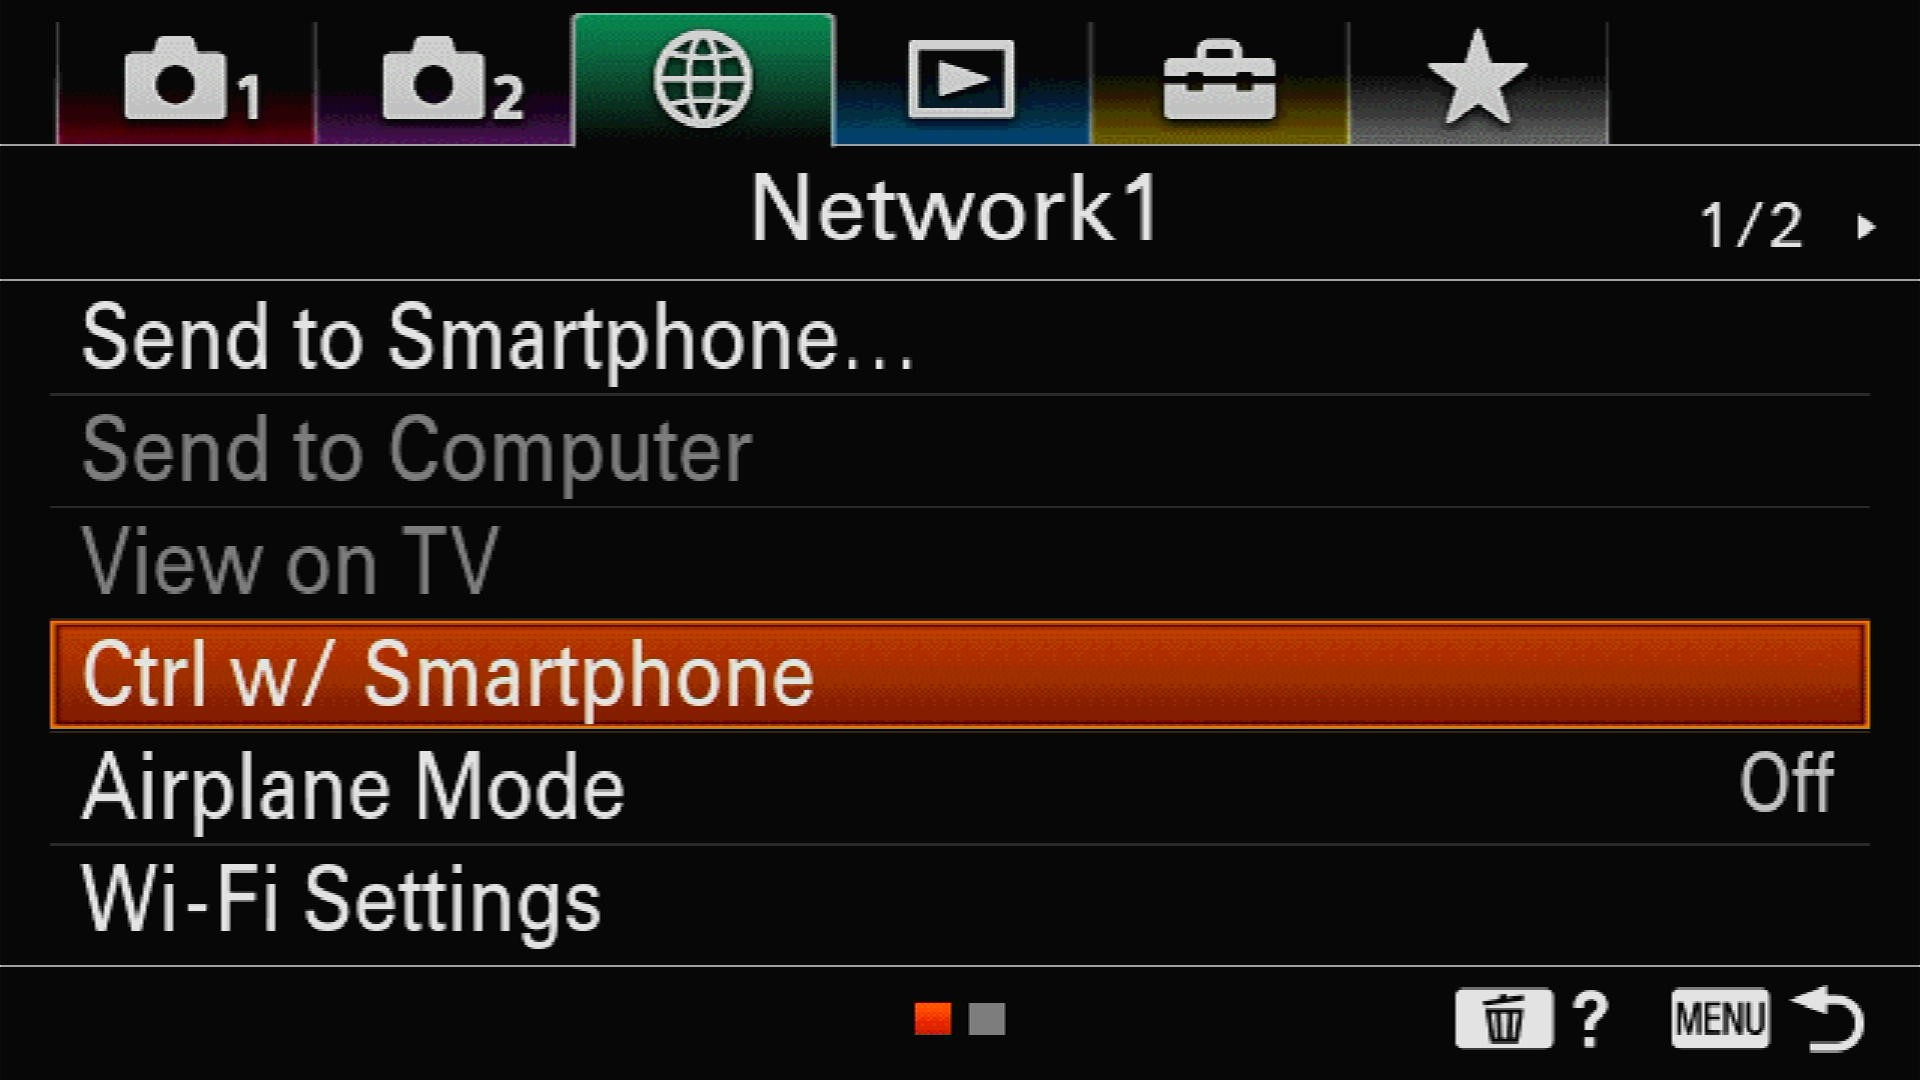 1
2
Network1
1/2
Send to Smartphone...
Send to Computer
View on TV
Ctrl w/ Smartphone
Airplane Mode Off
Wi-Fi Settings
? MENU